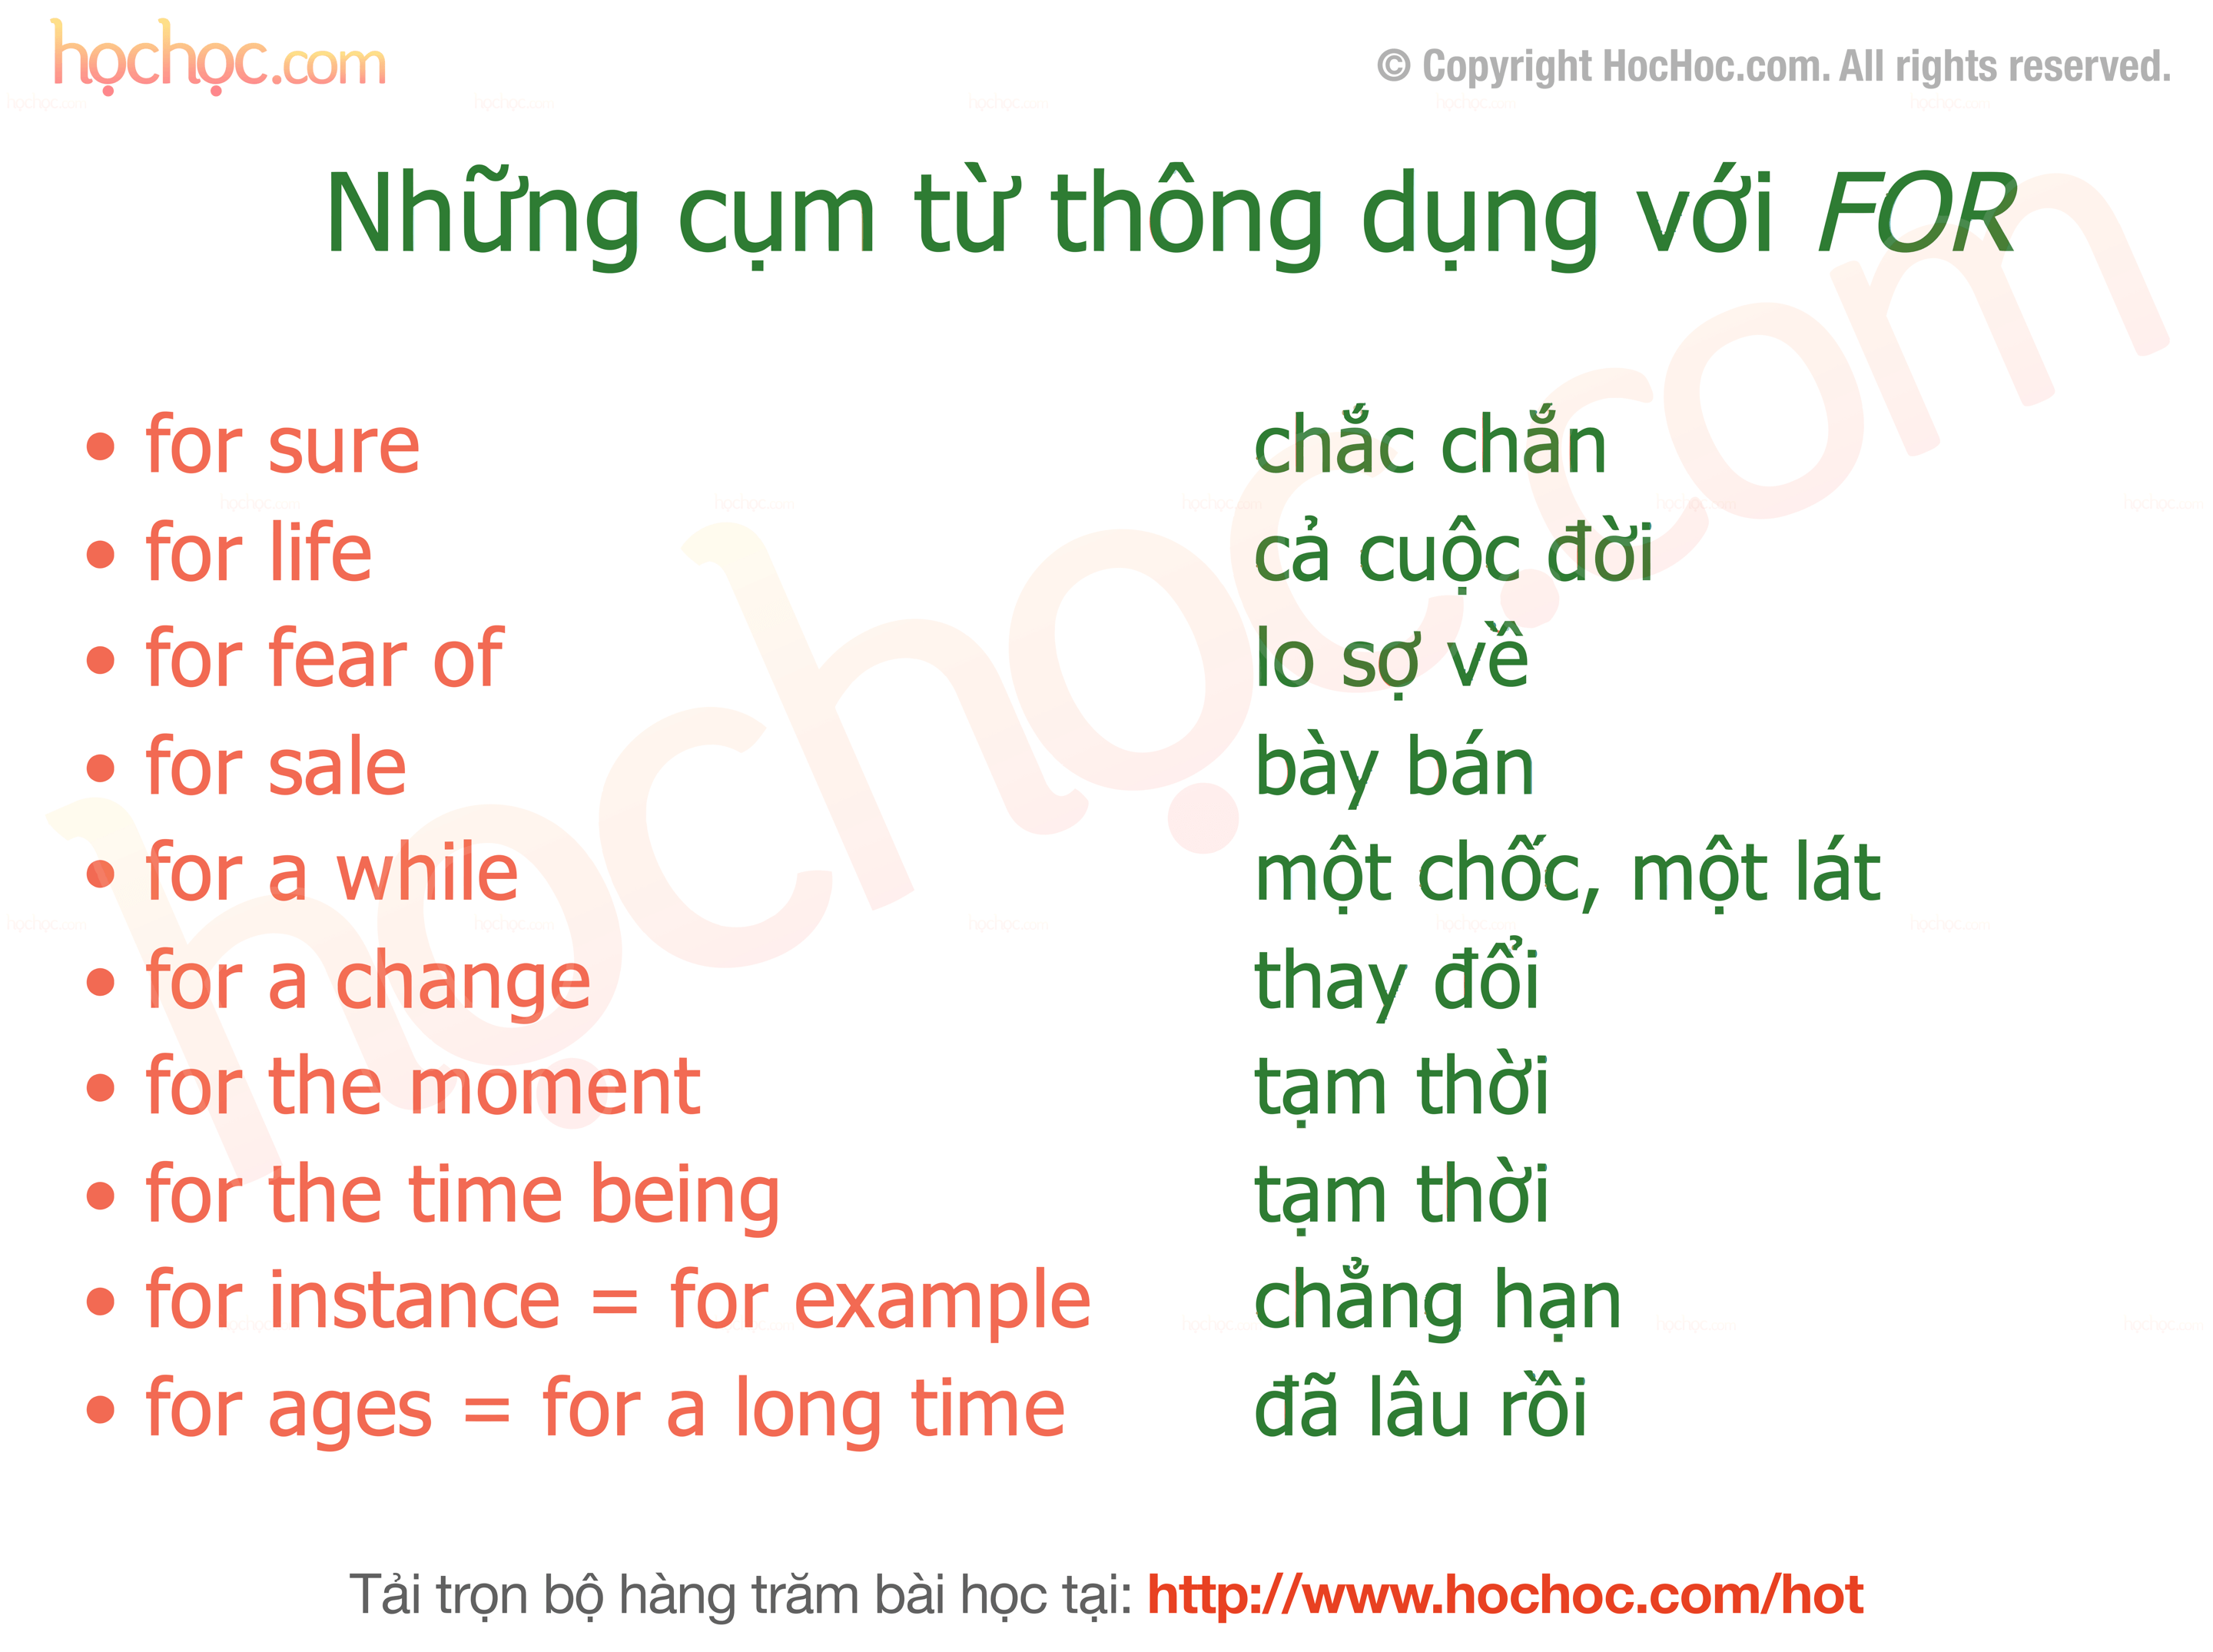 họchọc.com
© Copyright HocHoc.com. All rights reserved.
Những cụm từ thông dụng với FOR
• for sure chắc chắn
• for life cả cuộc đời
• for fear of lo sợ về
• for sale bày bán
• for a while một chốc, một lát
• for a change thay đổi
• for the moment tạm thời
• for the time being tạm thời
• for instance = for example chẳng hạn
• for ages = for a long time đã lâu rồi
họchọc.com
Tải trọn bộ hàng trăm bài học tại: http://www.hochoc.com/hot